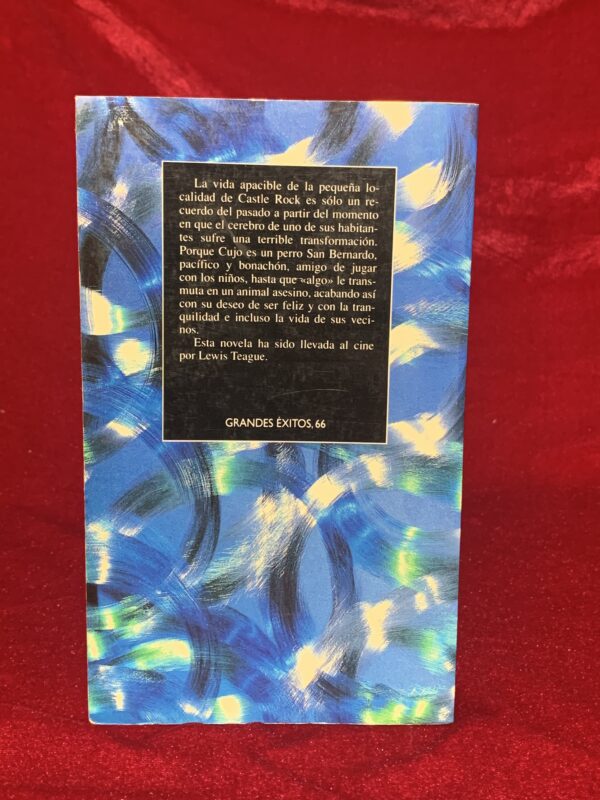 La vida apacible de la pequeña lo-
calidad de Castle Rock es sólo un re-
cuerdo del pasado a partir del momento
en que el cerebro de uno de sus habitan-
tes sufre una terrible transformación.
Porque Cujo es un perro San Bernardo,
pacífico y bonachón, amigo de jugar
con los niños, hasta que «algo» le trans-
muta en un animal asesino, acabando así
con su deseo de ser feliz y con la tran-
quilidad e incluso la vida de sus veci-
nos.
Esta novela ha sido llevada al cine
por Lewis Teague.
GRANDES ÉXITOS, 66